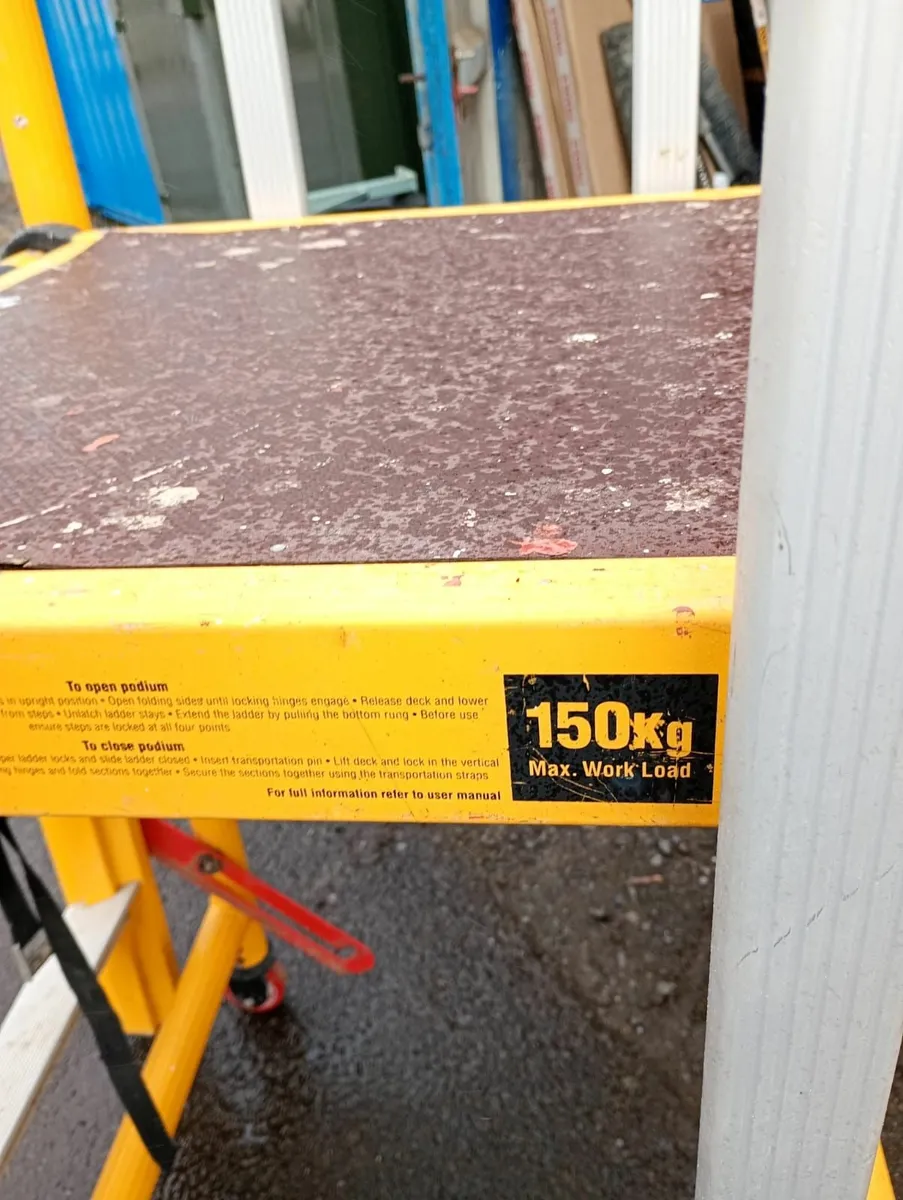 To open podium
in upright position • Open folding sides until locking hinges engage • Release deck and lower
from steps • Unlatch ladder stays • Extend the ladder by pulling the bottom rung • Before use
ensure steps are locked at all four points
To close podium
per ladder locks and slide ladder closed • Insert transportation pin • Lift deck and lock in the vertical
ng hinges and fold sections together • Secure the sections together using the transportation straps
For full information refer to user manual
150Kg
Max. Work Load